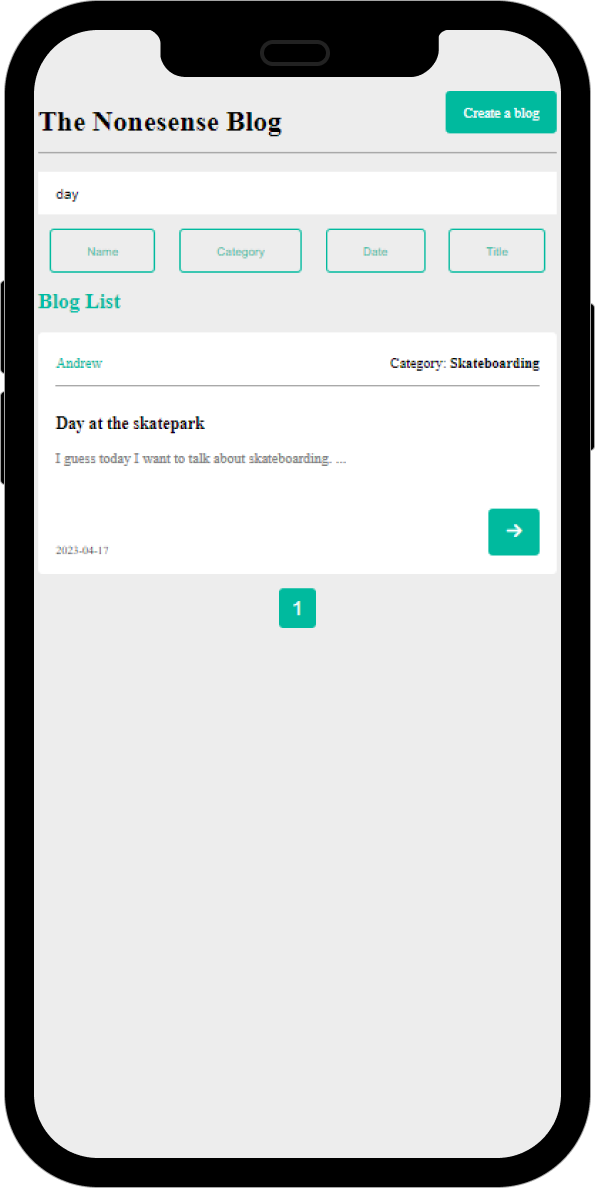 The Nonesense Blog
Create a blog
day
Name Category Date Title
Blog List
Andrew Category: Skateboarding
Day at the skatepark
I guess today I want to talk about skateboarding. ...
2023-04-17
1